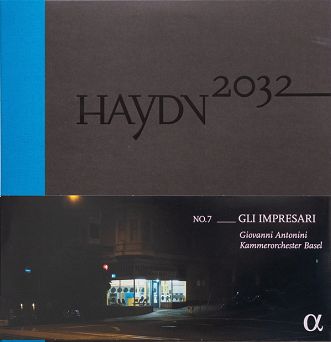 HAYDN2032
NO.7 ___ GLI IMPRESARI
Giovanni Antonini
Kammerorchester Basel
α